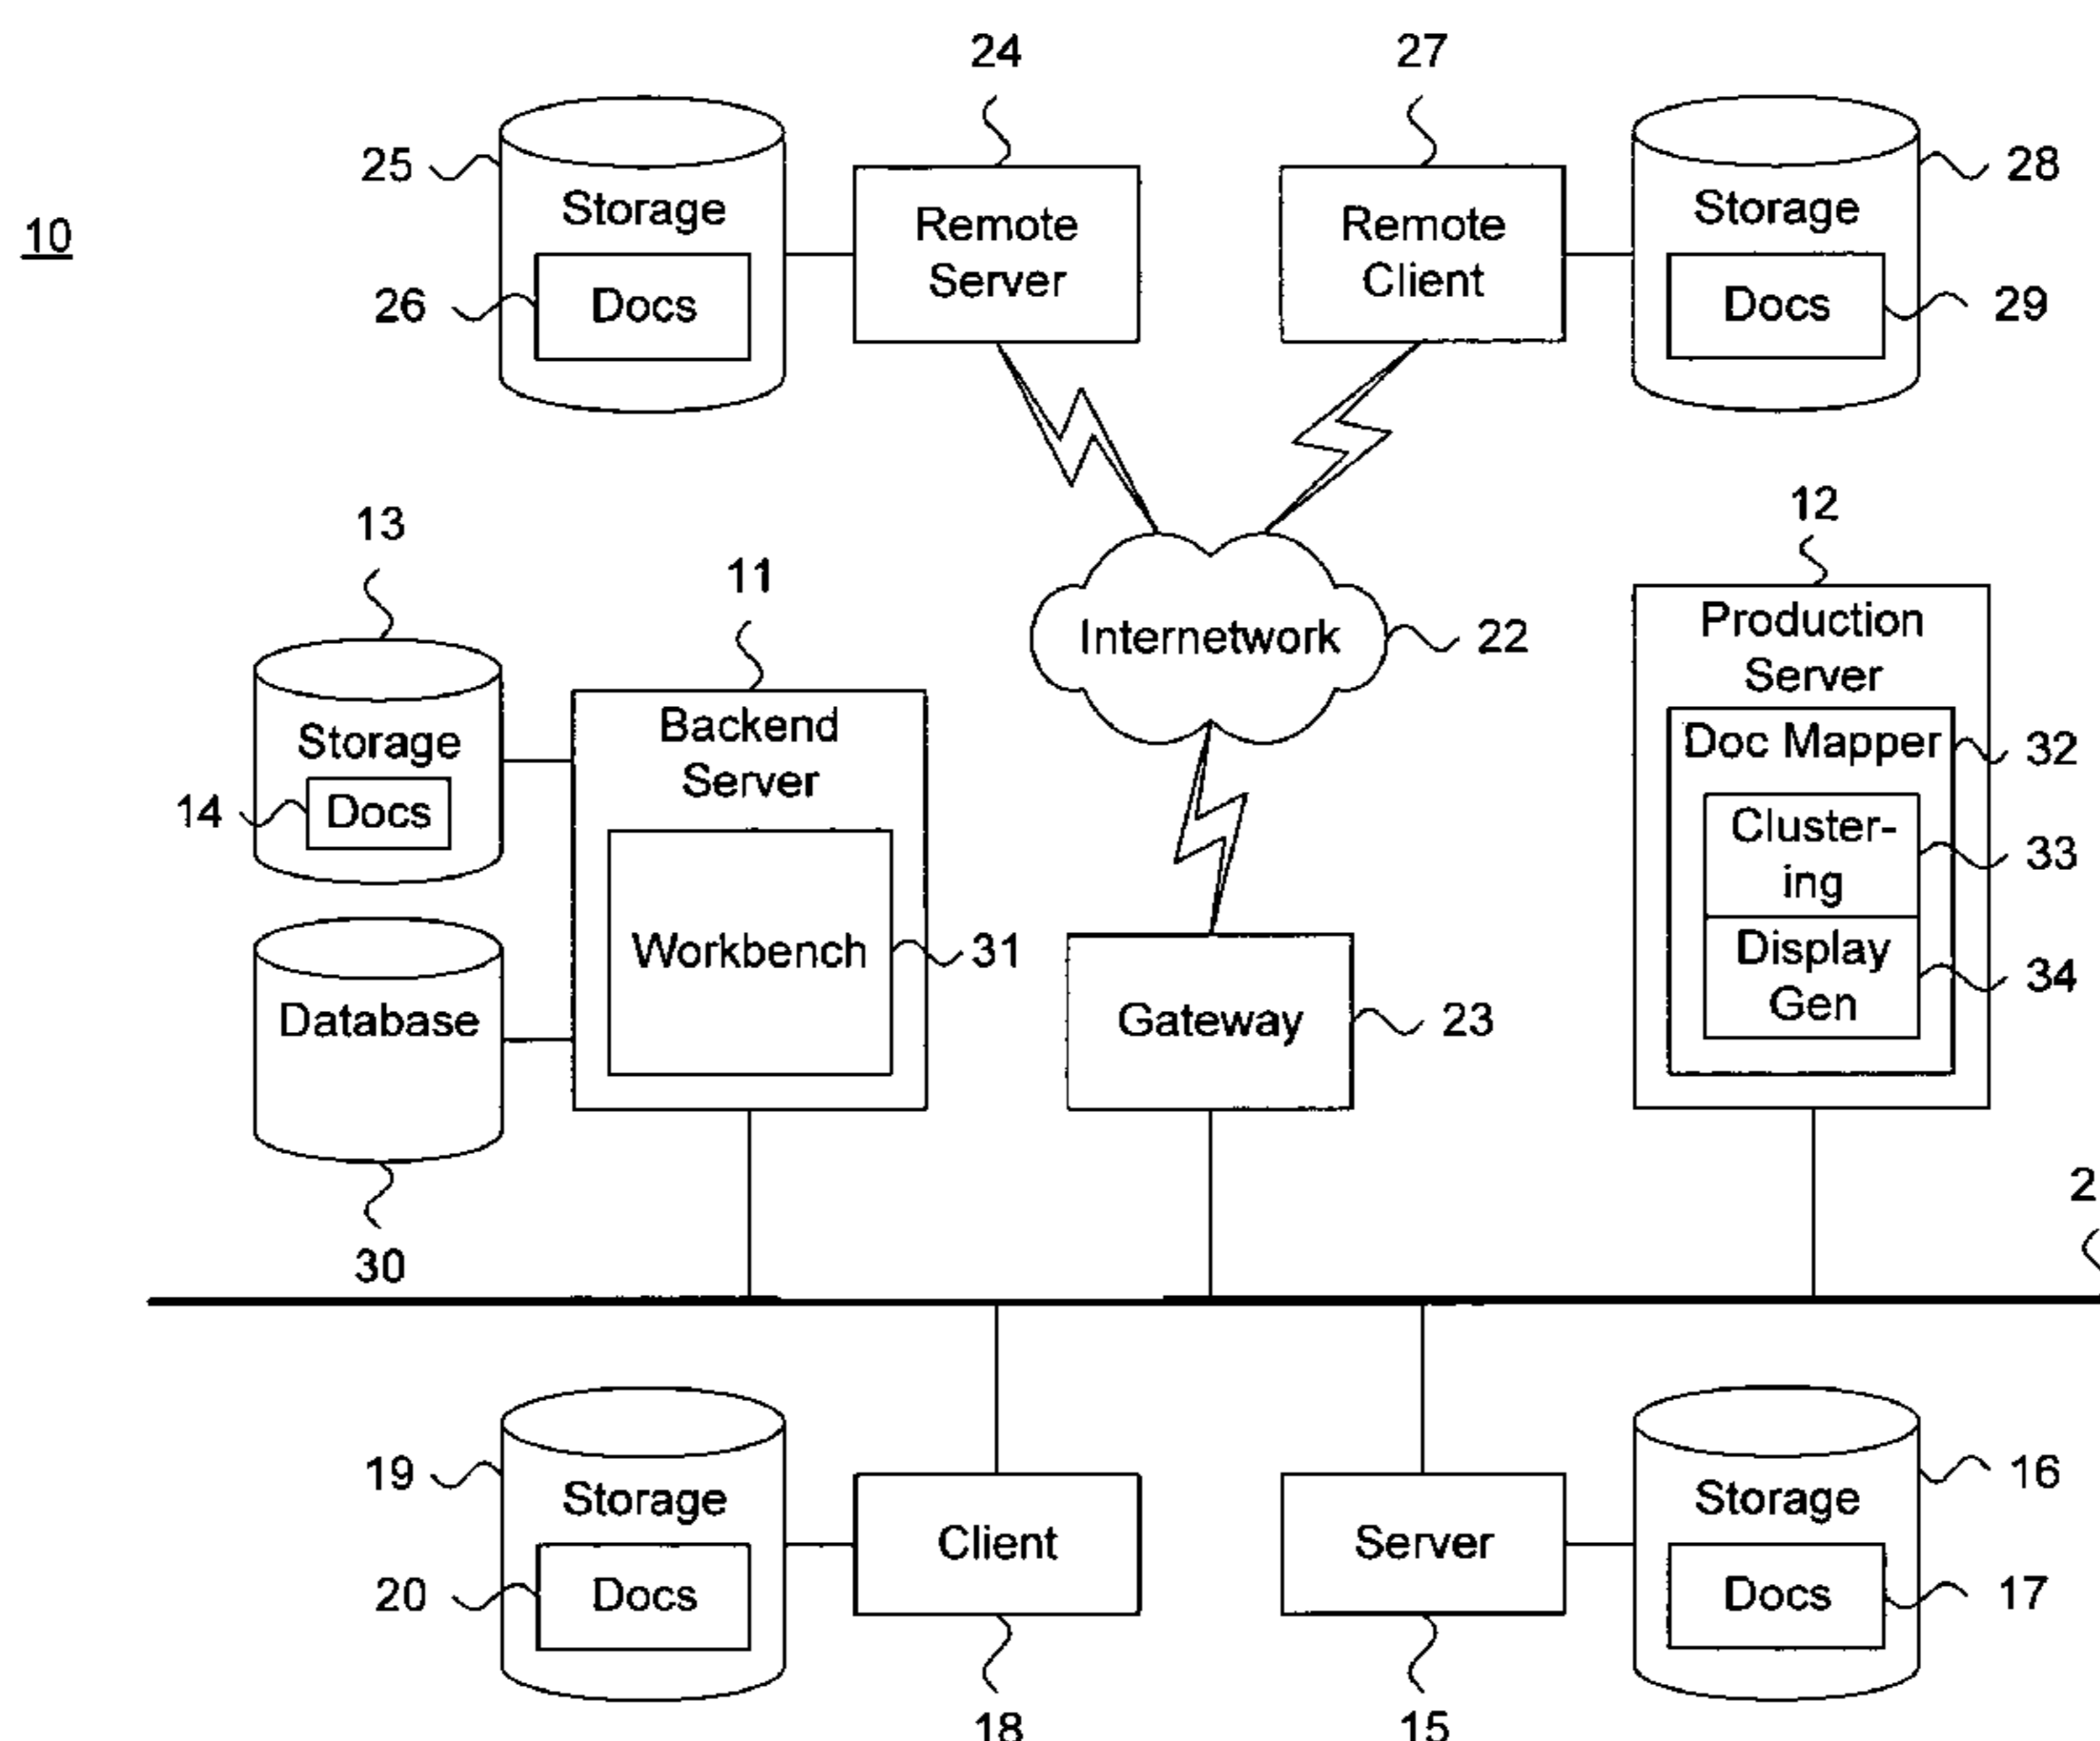 24
27
25
Storage
Remote
Server
Remote
Client
Storage
28
10
26
Docs
Docs
29
13
11
12
Internetwork
22
Production
Server
Storage
Backend
Server
Doc Mapper
32
14
Docs
Cluster-
ing
33
Workbench
31
Display
Gen
34
Database
Gateway
23
30
2
19
Storage
Client
Server
Storage
16
20
Docs
Docs
17
18
15